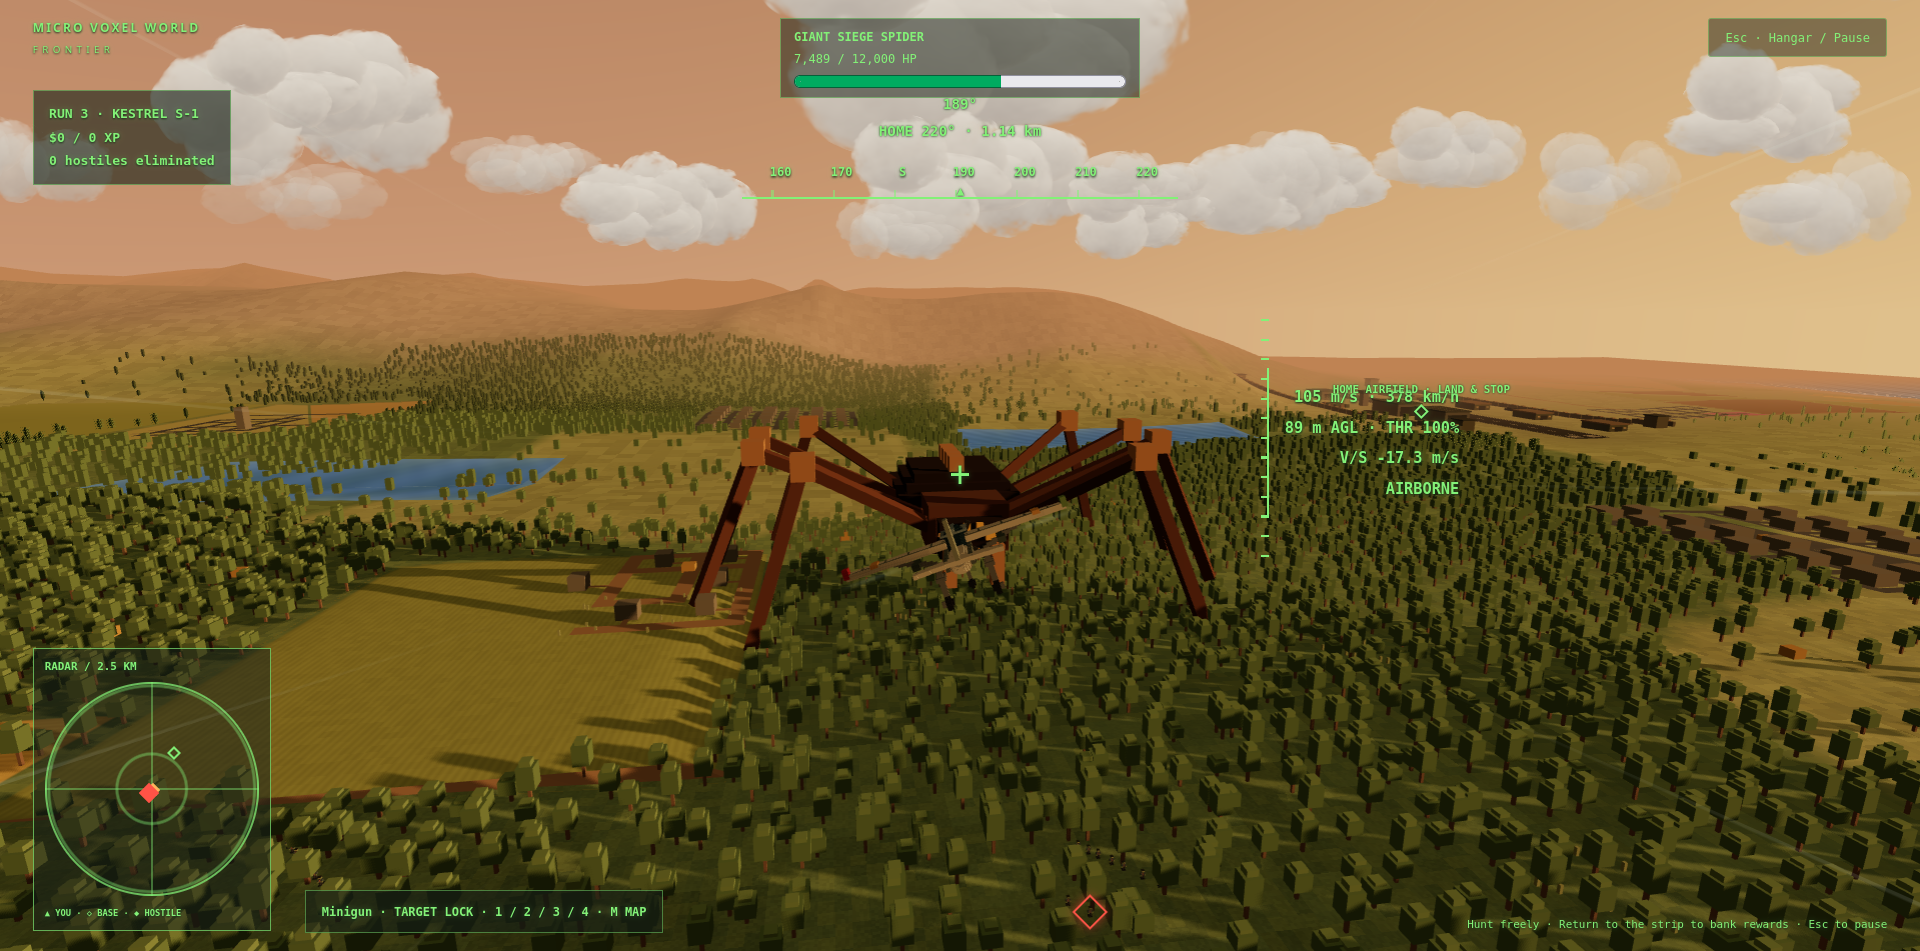 MICRO VOXEL WORLD
FRONTIER
RUN 3 · KESTREL S-1
$0 / 0 XP
0 hostiles eliminated
GIANT SIEGE SPIDER
7,489 / 12,000 HP
189°
HOME 220° · 1.14 km
160 170 S 190 200 210 220
Esc · Hangar / Pause
HOME AIRFIELD · LAND & STOP
105 m/s · 378 km/h
89 m AGL · THR 100%
V/S -17.3 m/s
AIRBORNE
RADAR / 2.5 KM
▲ YOU · ◇ BASE · ◆ HOSTILE
Minigun · TARGET LOCK · 1 / 2 / 3 / 4 · M MAP
Hunt freely · Return to the strip to bank rewards · Esc to pause